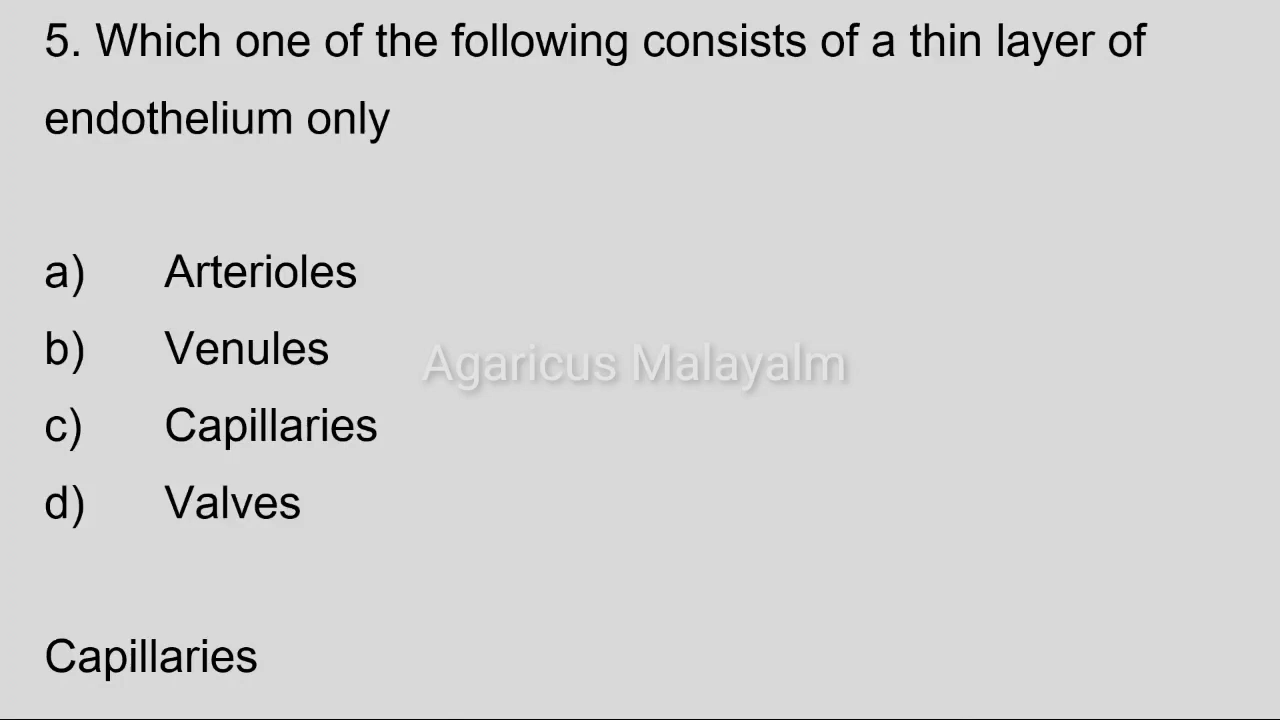 5. Which one of the following consists of a thin layer of
endothelium only
a) Arterioles
b) Venules
Agaricus Malayalm
c) Capillaries
d) Valves
Capillaries